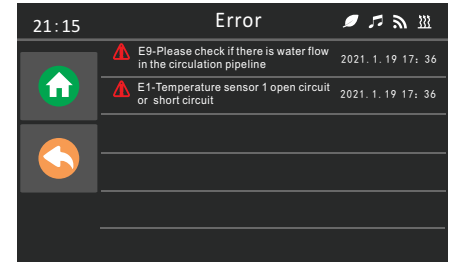 21:15 Error
E9-Please check if there is water flow
in the circulation pipeline
2021.1.19 17: 36
E1-Temperature sensor 1 open circuit
or short circuit
2021.1.19 17: 36